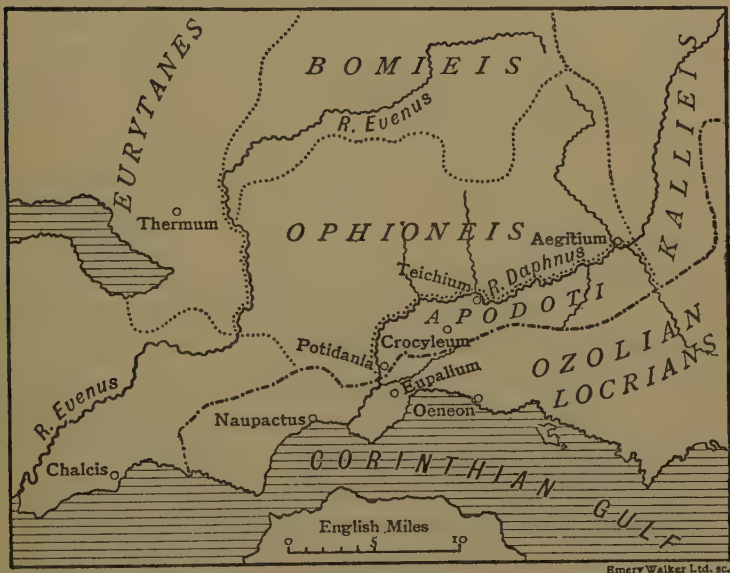 EURYTANES
BOMIEIS
KALLIEIS
R. Evenus
Thermum
OPHIONEIS
Aegitium
R. Daphnus
Teichium
APODOTI
Crocyleum
OZOLIAN
LOCRIANS
Potidania
Eupalium
R. Evenus
Naupactus
Oeneon
Chalcis
CORINTHIAN GULF
English Miles
0 5 10
Emery Walker Ltd. sc.